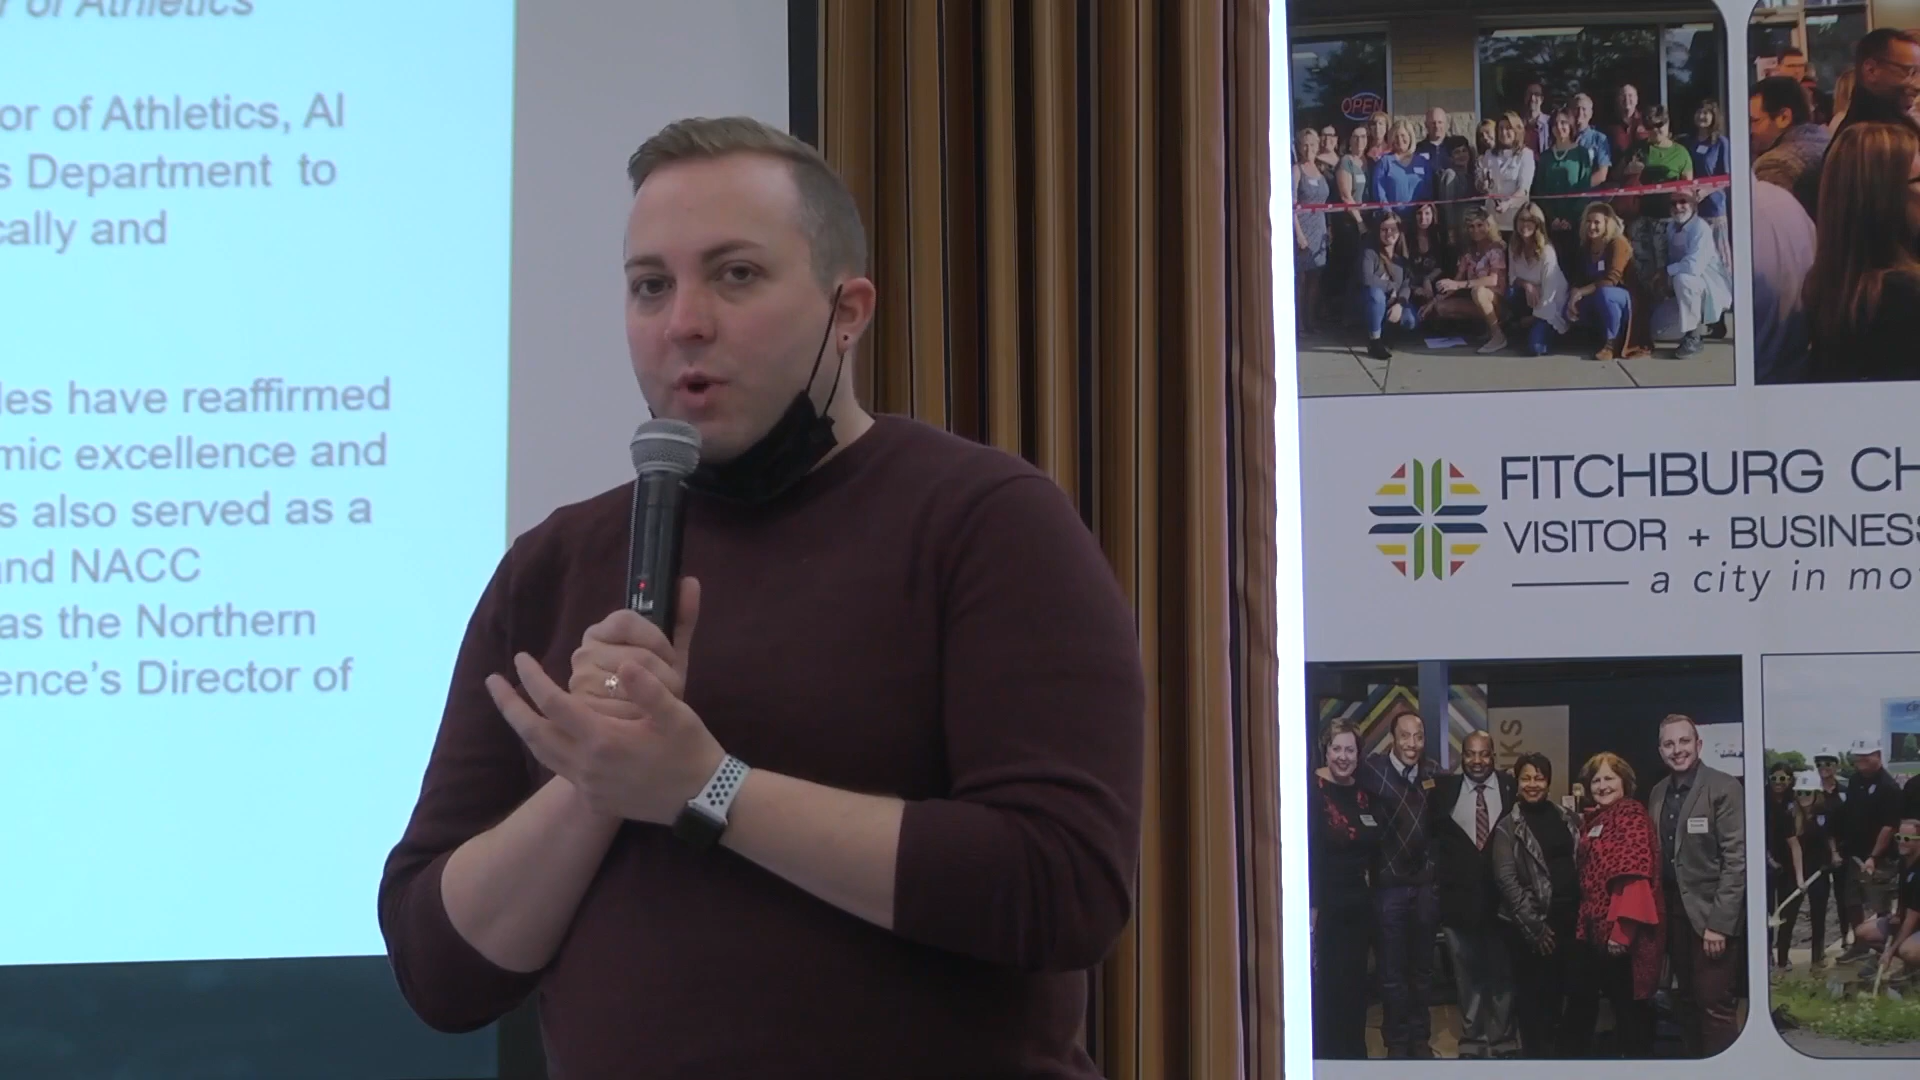 r of Athletics
or of Athletics, Al
s Department to
cally and
les have reaffirmed
mic excellence and
s also served as a
and NACC
as the Northern
ence's Director of
OPEN
FITCHBURG CH
VISITOR + BUSINESS
a city in mo